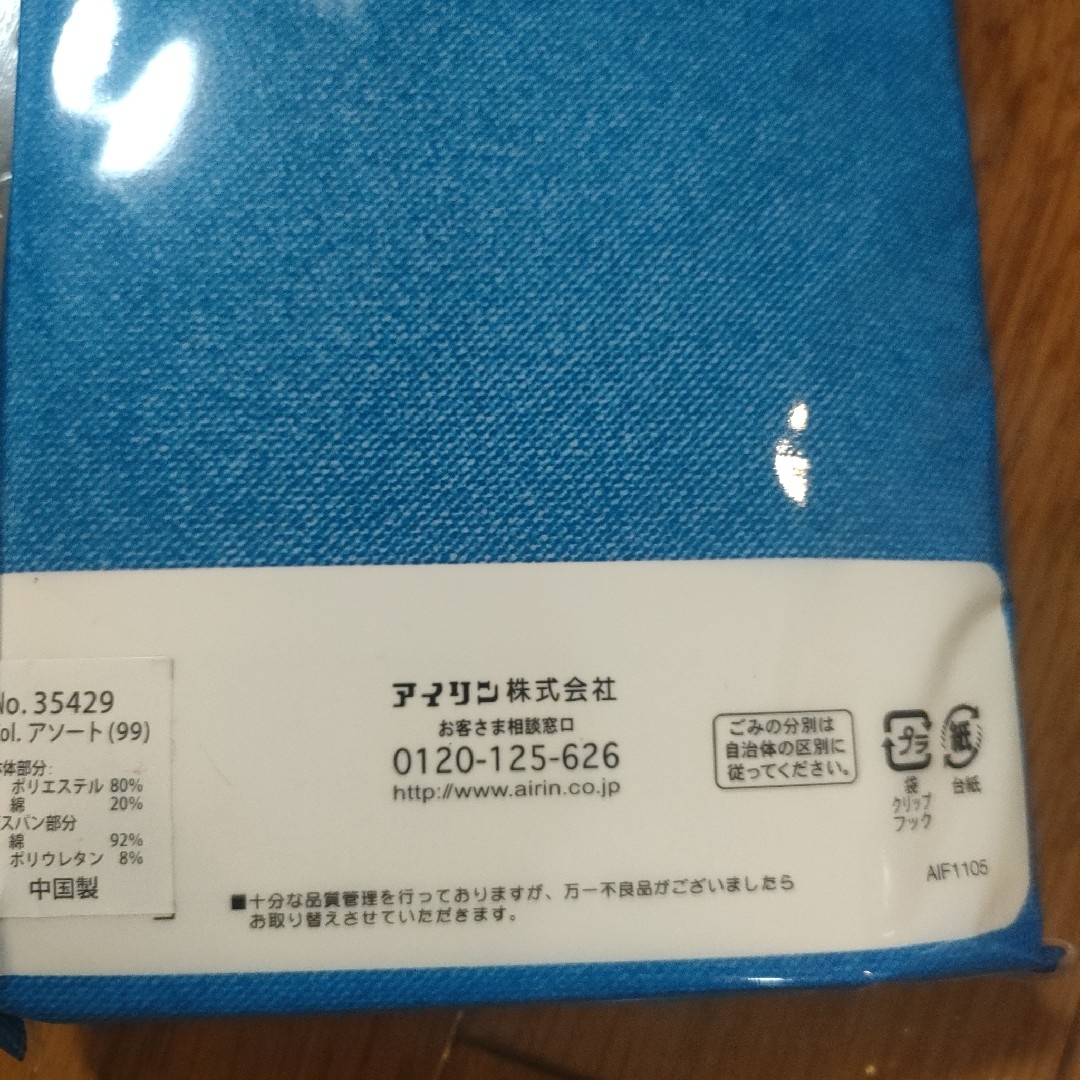 No. 35429
Col. アソート(99)
本体部分:
ポリエステル 80%
綿 20%
スパン部分
綿 92%
ポリウレタン 8%
中国製
アイリン株式会社
お客さま相談窓口
0120-125-626
http://www.airin.co.jp
ごみの分別は
自治体の区別に
従ってください。
プラ
袋
クリップ
フック
紙
台紙
AIF1105
■十分な品質管理を行っておりますが、万一不良品がございましたら
お取り替えさせていただきます。